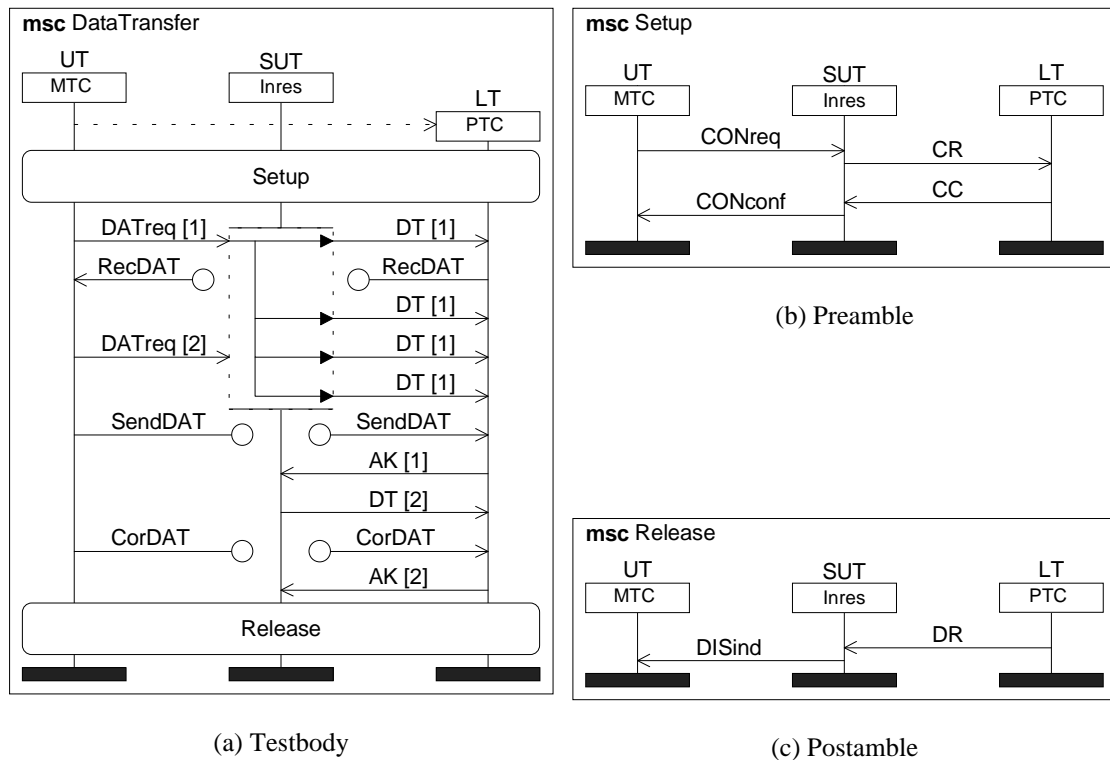 msc DataTransfer
UT
SUT
MTC
Inres
LT
PTC
Setup
DATreq [1]
DT [1]
RecDAT
RecDAT
DT [1]
DATreq [2]
DT [1]
DT [1]
SendDAT
SendDAT
AK [1]
DT [2]
CorDAT
CorDAT
AK [2]
Release
(a) Testbody
msc Setup
UT
SUT
LT
MTC
Inres
PTC
CONreq
CR
CC
CONconf
(b) Preamble
msc Release
UT
SUT
LT
MTC
Inres
PTC
DR
DISind
(c) Postamble